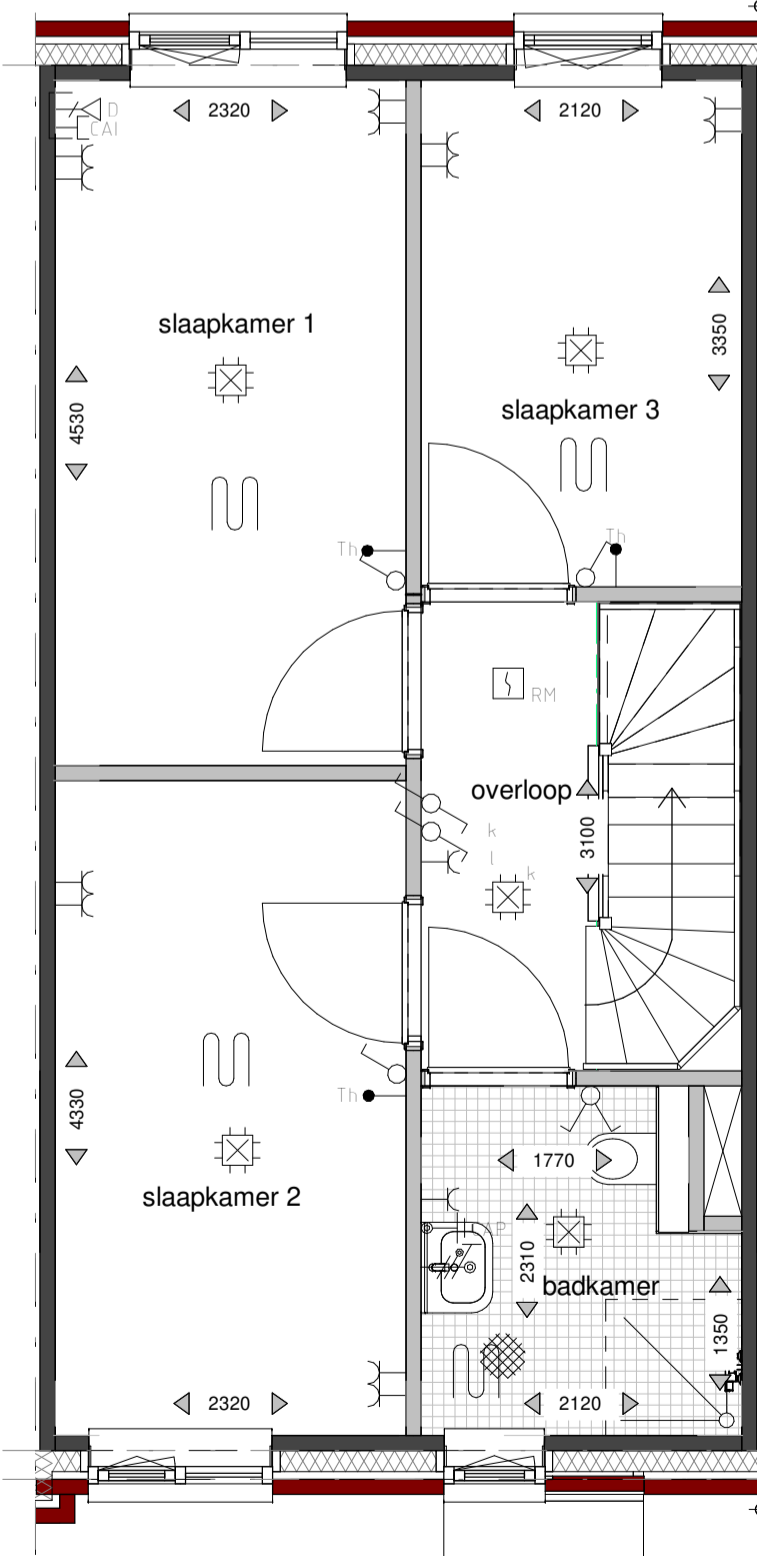 2320
2120
D
CAI
slaapkamer 1
3350
slaapkamer 3
4530
Th
Th
RM
overloop
3100
k
l
k
4330
Th
1770
slaapkamer 2
AP
2310
badkamer
1350
2320
2120